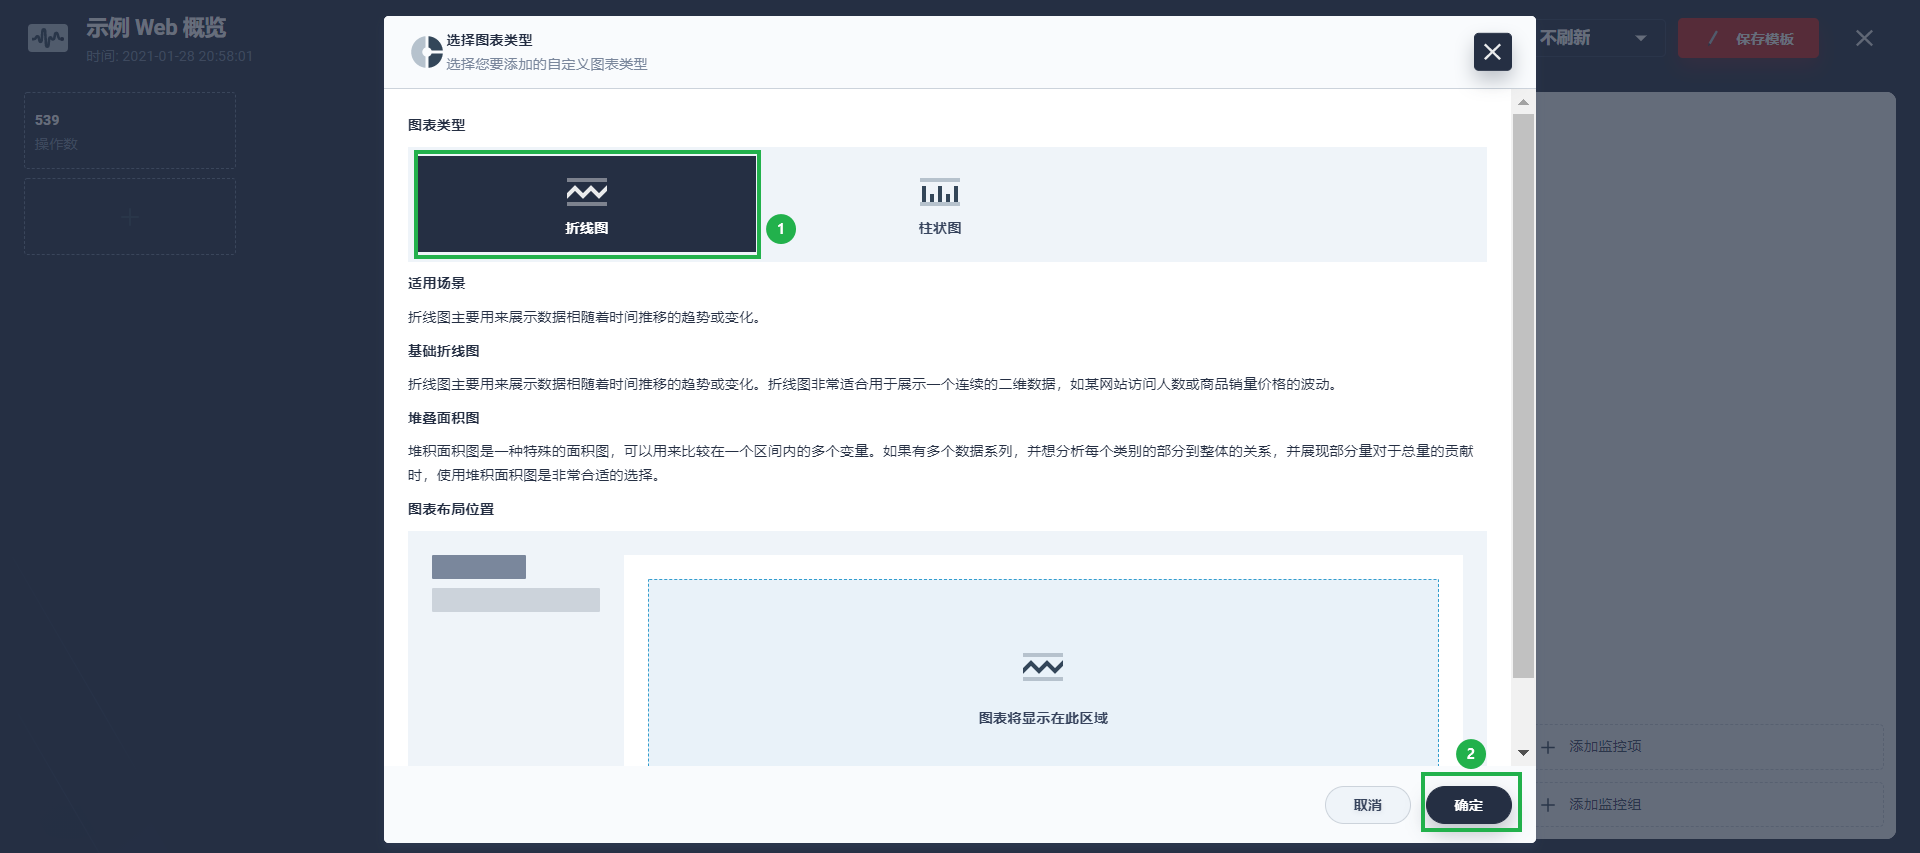 示例 Web 概览
时间: 2021-01-28 20:58:01
不刷新
保存模板
539
操作数
选择图表类型
选择您要添加的自定义图表类型
图表类型
折线图
1
柱状图
适用场景
折线图主要用来展示数据相随着时间推移的趋势或变化。
基础折线图
折线图主要用来展示数据相随着时间推移的趋势或变化。折线图非常适合用于展示一个连续的二维数据，如某网站访问人数或商品销量价格的波动。
堆叠面积图
堆积面积图是一种特殊的面积图，可以用来比较在一个区间内的多个变量。如果有多个数据系列，并想分析每个类别的部分到整体的关系，并展现部分量对于总量的贡献
时，使用堆积面积图是非常合适的选择。
图表布局位置
图表将显示在此区域
添加监控项
2
取消
确定
添加监控组